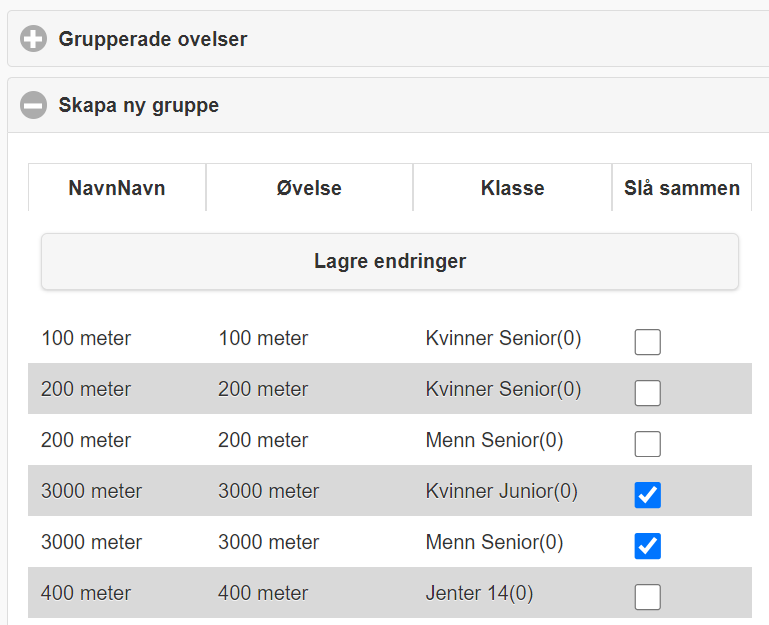 Grupperade ovelser
Skapa ny gruppe
NavnNavn Øvelse Klasse Slå sammen
Lagre endringer
100 meter 100 meter Kvinner Senior(0)
200 meter 200 meter Kvinner Senior(0)
200 meter 200 meter Menn Senior(0)
3000 meter 3000 meter Kvinner Junior(0)
3000 meter 3000 meter Menn Senior(0)
400 meter 400 meter Jenter 14(0)